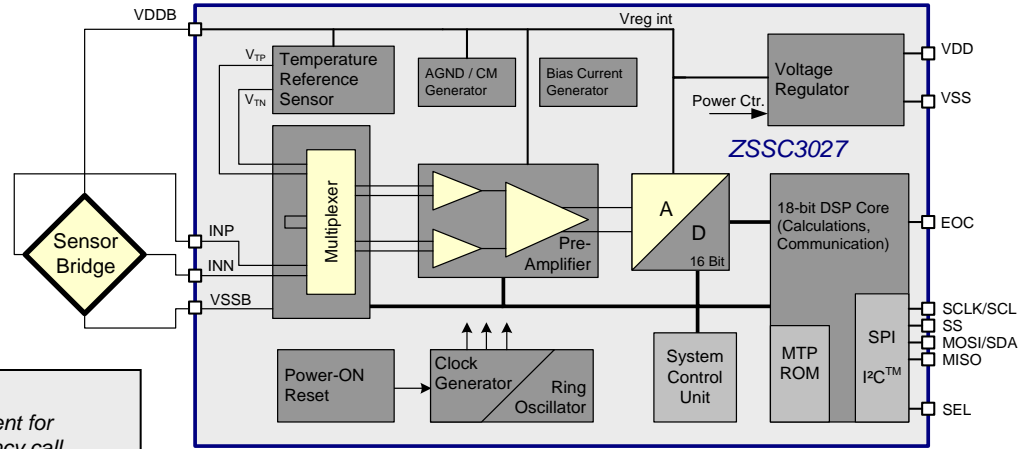 VDDB
Vreg int
VTP
VTN
Temperature
Reference
Sensor
AGND / CM
Generator
Bias Current
Generator
Voltage
Regulator
VDD
VSS
Power Ctr.
ZSSC3027
Multiplexer
Pre-
Amplifier
A
D
16 Bit
18-bit DSP Core
(Calculations,
Communication)
EOC
Sensor
Bridge
INP
INN
VSSB
SCLK/SCL
SS
MOSI/SDA
MISO
SEL
SPI
I²C™
MTP
ROM
System
Control
Unit
Clock
Generator
Ring
Oscillator
Power-ON
Reset
ent for